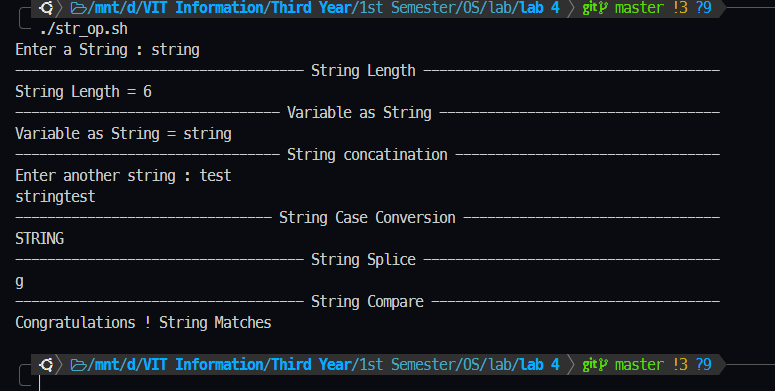 /mnt/d/VIT Information/Third Year/1st Semester/OS/lab/lab 4 git master !3 ?9
./str_op.sh
Enter a String : string
------------------------------------ String Length -------------------------------------
String Length = 6
--------------------------------- Variable as String -----------------------------------
Variable as String = string
--------------------------------- String concatination ---------------------------------
Enter another string : test
stringtest
-------------------------------- String Case Conversion --------------------------------
STRING
------------------------------------ String Splice -------------------------------------
g
------------------------------------ String Compare ------------------------------------
Congratulations ! String Matches
/mnt/d/VIT Information/Third Year/1st Semester/OS/lab/lab 4 git master !3 ?9